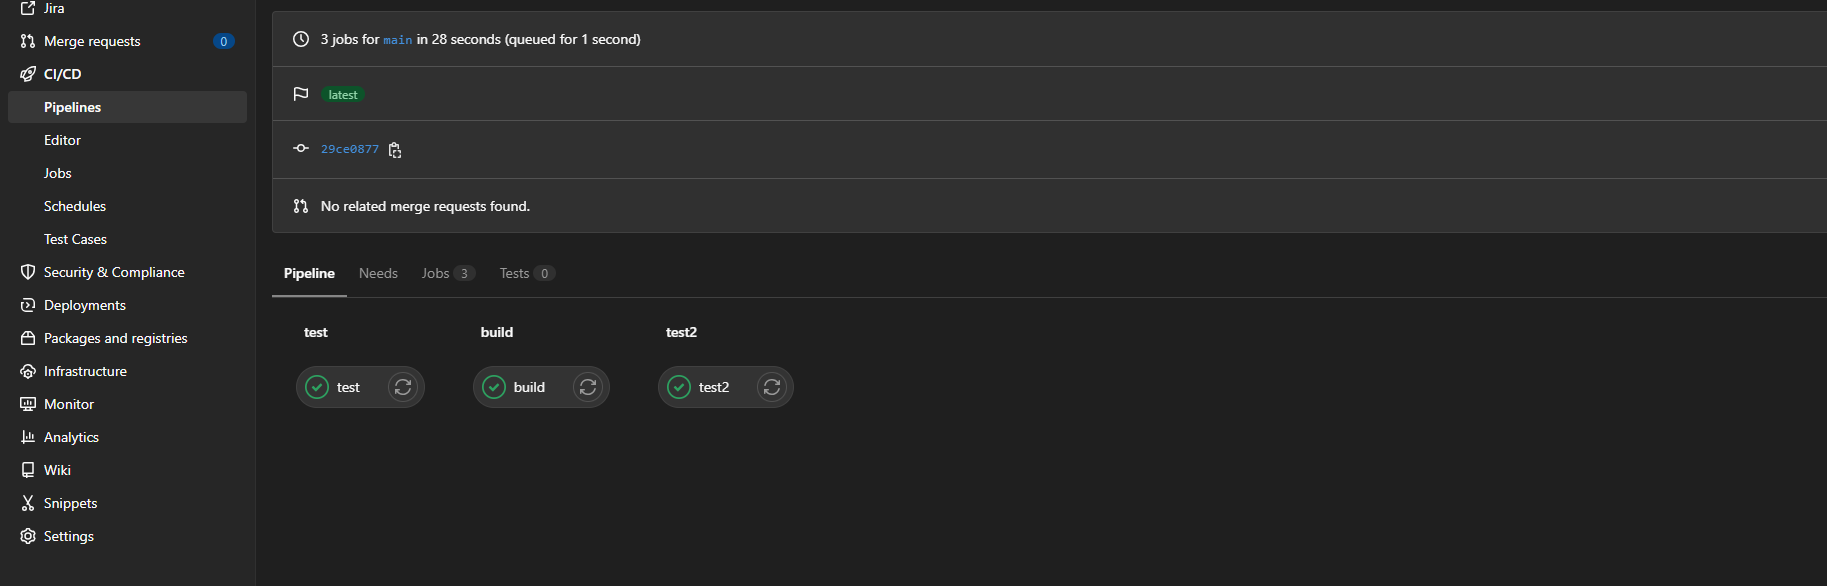 Jira
Merge requests 0
CI/CD
Pipelines
Editor
Jobs
Schedules
Test Cases
Security & Compliance
Deployments
Packages and registries
Infrastructure
Monitor
Analytics
Wiki
Snippets
Settings
3 jobs for main in 28 seconds (queued for 1 second)
latest
29ce0877
No related merge requests found.
Pipeline Needs Jobs 3 Tests 0
test build test2
test build test2